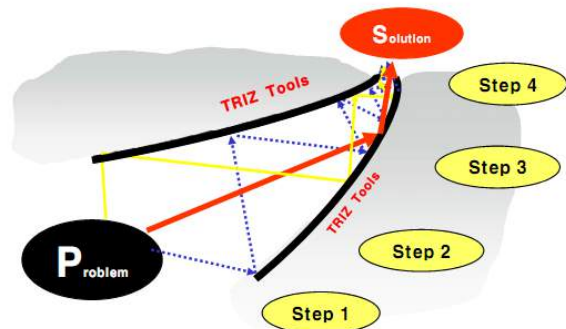 Solution
TRIZ Tools
Step 4
Step 3
TRIZ Tools
Problem
Step 2
Step 1